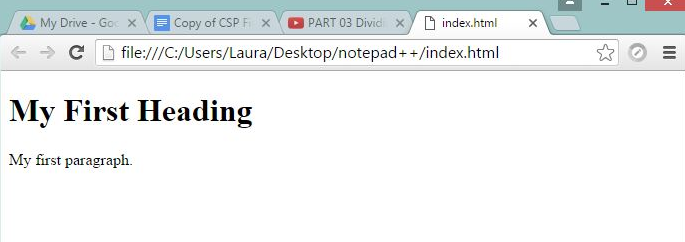 My Drive - Goo
Copy of CSP F
PART 03 Dividi
index.html
file:///C:/Users/Laura/Desktop/notepad++/index.html
My First Heading
My first paragraph.